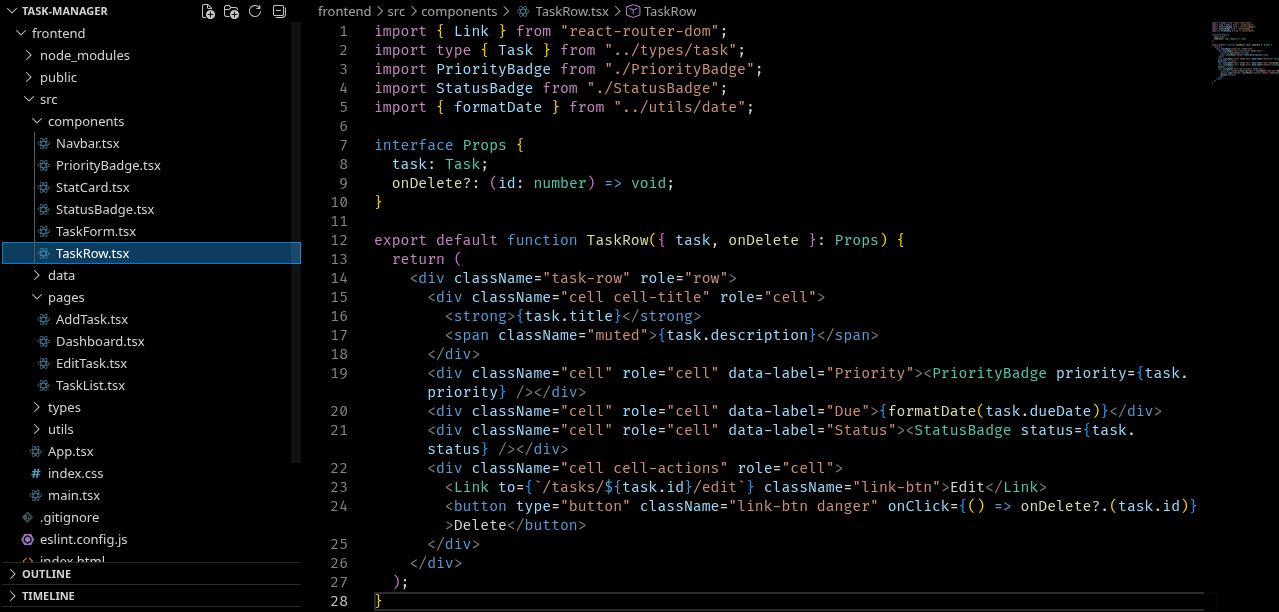 TASK-MANAGER
frontend
node_modules
public
src
components
Navbar.tsx
PriorityBadge.tsx
StatCard.tsx
StatusBadge.tsx
TaskForm.tsx
TaskRow.tsx
data
pages
AddTask.tsx
Dashboard.tsx
EditTask.tsx
TaskList.tsx
types
utils
App.tsx
# index.css
main.tsx
.gitignore
eslint.config.js
<> index.html
OUTLINE
TIMELINE
frontend > src > components > TaskRow.tsx > TaskRow
1 import { Link } from "react-router-dom";
2 import type { Task } from "../types/task";
3 import PriorityBadge from "./PriorityBadge";
4 import StatusBadge from "./StatusBadge";
5 import { formatDate } from "../utils/date";
6
7 interface Props {
8   task: Task;
9   onDelete?: (id: number) => void;
10 }
11
12 export default function TaskRow({ task, onDelete }: Props) {
13   return (
14     <div className="task-row" role="row">
15       <div className="cell cell-title" role="cell">
16         <strong>{task.title}</strong>
17         <span className="muted">{task.description}</span>
18       </div>
19       <div className="cell" role="cell" data-label="Priority"><PriorityBadge priority={task.
priority} /></div>
20       <div className="cell" role="cell" data-label="Due">{formatDate(task.dueDate)}</div>
21       <div className="cell" role="cell" data-label="Status"><StatusBadge status={task.
status} /></div>
22       <div className="cell cell-actions" role="cell">
23         <Link to={`/tasks/${task.id}/edit`} className="link-btn">Edit</Link>
24         <button type="button" className="link-btn danger" onClick={() => onDelete?.(task.id)}
>Delete</button>
25       </div>
26     </div>
27   );
28 }